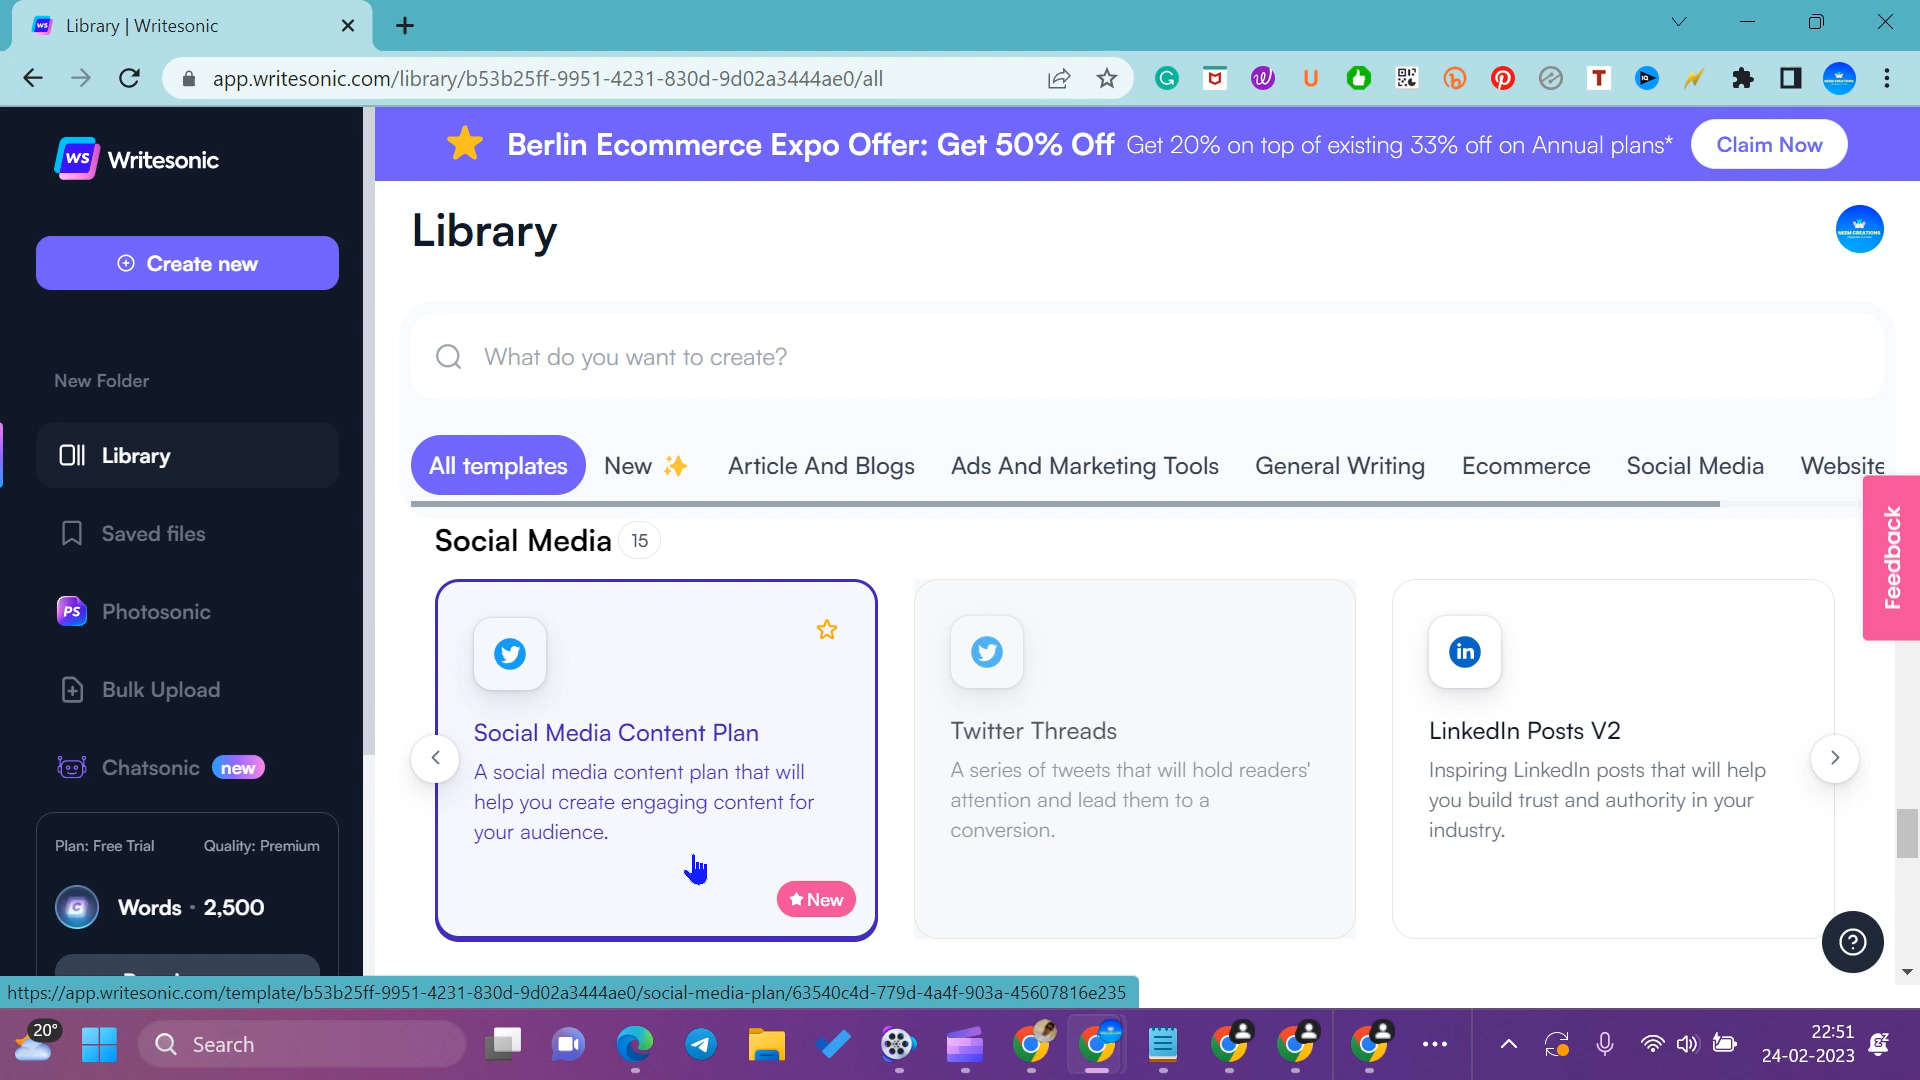 Library | Writesonic
app.writesonic.com/library/b53b25ff-9951-4231-830d-9d02a3444ae0/all
WS Writesonic
Berlin Ecommerce Expo Offer: Get 50% Off Get 20% on top of existing 33% off on Annual plans* Claim Now
Library
Create new
What do you want to create?
New Folder
Library
All templates New Article And Blogs Ads And Marketing Tools General Writing Ecommerce Social Media Website
Saved files
Social Media 15
Feedback
PS Photosonic
Bulk Upload
Chatsonic new
Social Media Content Plan
A social media content plan that will
help you create engaging content for
your audience.
New
Twitter Threads
A series of tweets that will hold readers'
attention and lead them to a
conversion.
in
LinkedIn Posts V2
Inspiring LinkedIn posts that will help
you build trust and authority in your
industry.
Plan: Free Trial Quality: Premium
Words · 2,500
https://app.writesonic.com/template/b53b25ff-9951-4231-830d-9d02a3444ae0/social-media-plan/63540c4d-779d-4a4f-903a-45607816e235
20°
Search
22:51
24-02-2023